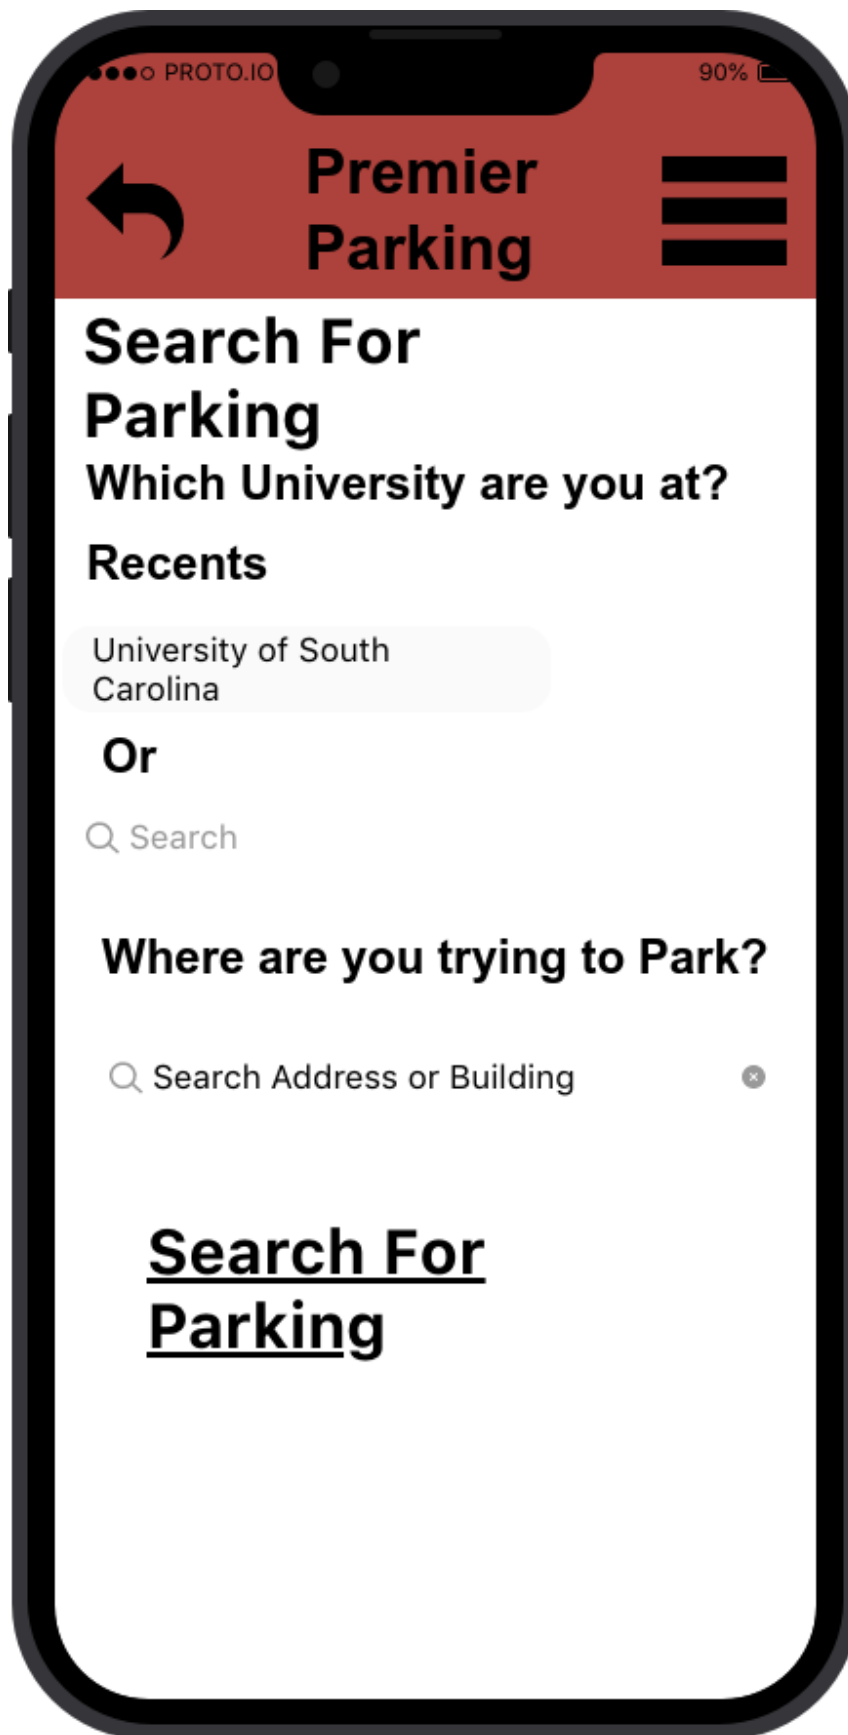 PROTO.IO
90%
Premier
Parking
Search For
Parking
Which University are you at?
Recents
University of South
Carolina
Or
Search
Where are you trying to Park?
Search Address or Building
Search For
Parking